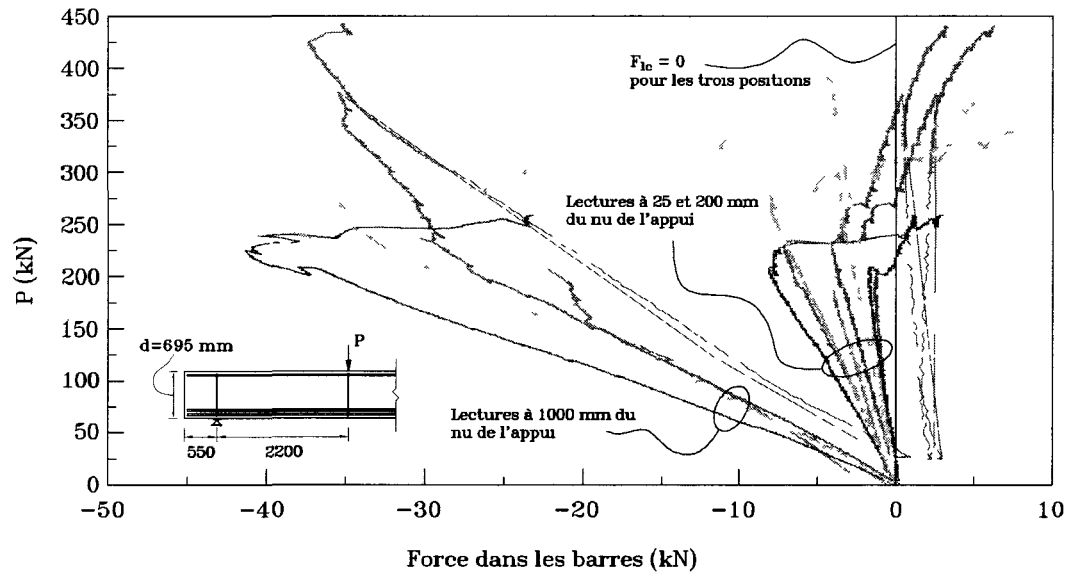 450
400
350
300
250
200
150
100
50
0
P (kN)
F1c = 0
pour les trois positions
Lectures à 25 et 200 mm
du nu de l'appui
d=695 mm
P
550
2200
Lectures à 1000 mm du
nu de l'appui
−50
−40
−30
−20
−10
0
10
Force dans les barres (kN)